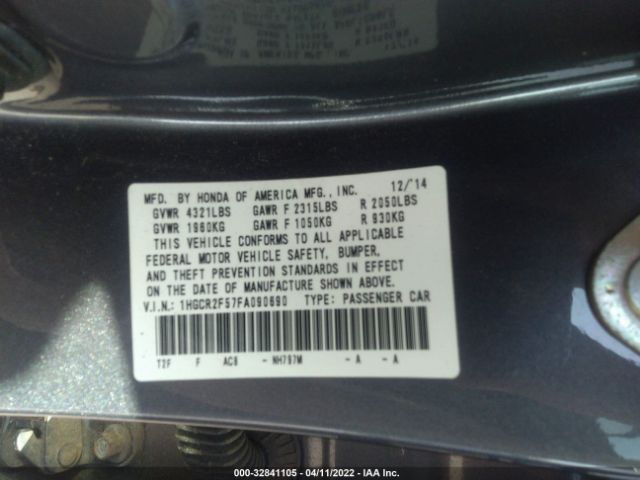 MFD. BY HONDA OF AMERICA MFG., INC. 12/'14
GVWR 4321LBS GAWR F 2315LBS R 2050LBS
GVWR 1960KG GAWR F 1050KG R 930KG
THIS VEHICLE CONFORMS TO ALL APPLICABLE
FEDERAL MOTOR VEHICLE SAFETY, BUMPER,
AND THEFT PREVENTION STANDARDS IN EFFECT
ON THE DATE OF MANUFACTURE SHOWN ABOVE.
V.I.N.: 1HGCR2F57FA090690 TYPE: PASSENGER CAR
T2F F AC8 - NH797M - A - A
000-32841105 - 04/11/2022 - IAA Inc.